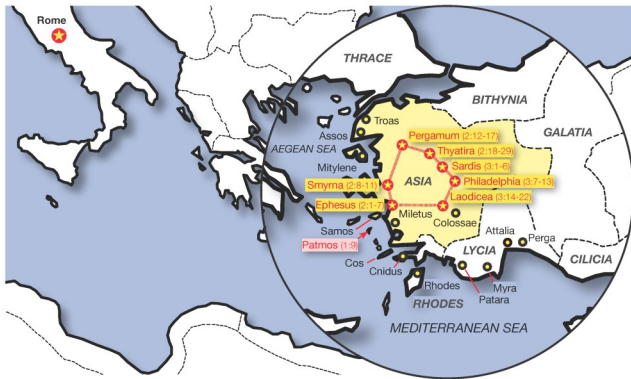 Rome
THRACE
BITHYNIA
GALATIA
Troas
Assos
AEGEAN SEA
Mitylene
Pergamum (2:12-17)
Thyatira (2:18-29)
Sardis (3:1-6)
Philadelphia (3:7-13)
Smyrna (2:8-11)
ASIA
Ephesus (2:1-7)
Laodicea (3:14-22)
Miletus
Colossae
Samos
Patmos (1:9)
Attalia
Perga
LYCIA
CILICIA
Cos
Cnidus
Rhodes
Myra
Patara
RHODES
MEDITERRANEAN SEA